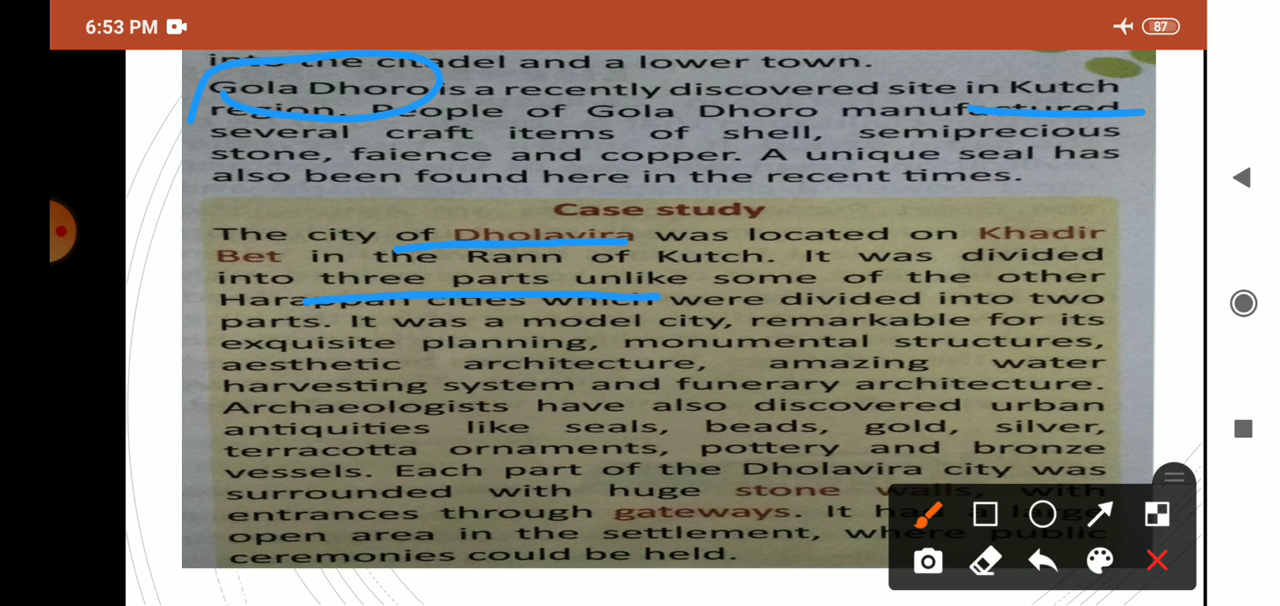 6:53 PM
87
into the citadel and a lower town.
Gola Dhoro is a recently discovered site in Kutch
region. People of Gola Dhoro manufactured
several craft items of shell, semiprecious
stone, faience and copper. A unique seal has
also been found here in the recent times.
Case study
The city of Dholavira was located on Khadir
Bet in the Rann of Kutch. It was divided
into three parts unlike some of the other
Harappan cities which were divided into two
parts. It was a model city, remarkable for its
exquisite planning, monumental structures,
aesthetic architecture, amazing water
harvesting system and funerary architecture.
Archaeologists have also discovered urban
antiquities like seals, beads, gold, silver,
terracotta ornaments, pottery and bronze
vessels. Each part of the Dholavira city was
surrounded with huge stone walls, with
entrances through gateways. It had a large
open area in the settlement, where public
ceremonies could be held.